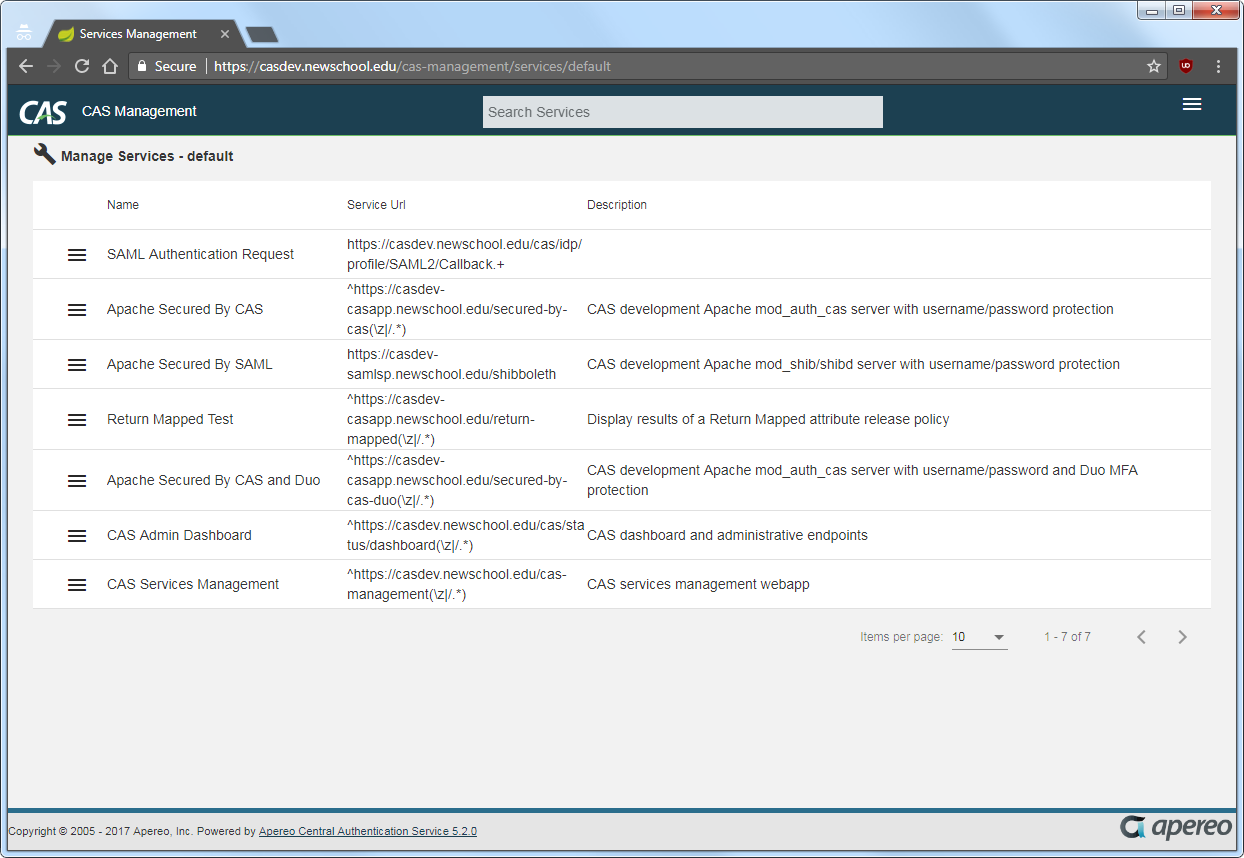 Services Management
Secure https://casdev.newschool.edu/cas-management/services/default
UD
CAS CAS Management Search Services
Manage Services - default
Name Service Url Description
SAML Authentication Request
https://casdev.newschool.edu/cas/idp/
profile/SAML2/Callback.+
Apache Secured By CAS
^https://casdev-
casapp.newschool.edu/secured-by-
cas(\z|/.*)
CAS development Apache mod_auth_cas server with username/password protection
Apache Secured By SAML
https://casdev-
samlsp.newschool.edu/shibboleth
CAS development Apache mod_shib/shibd server with username/password protection
Return Mapped Test
^https://casdev-
casapp.newschool.edu/return-
mapped(\z|/.*)
Display results of a Return Mapped attribute release policy
Apache Secured By CAS and Duo
^https://casdev-
casapp.newschool.edu/secured-by-
cas-duo(\z|/.*)
CAS development Apache mod_auth_cas server with username/password and Duo MFA
protection
CAS Admin Dashboard
^https://casdev.newschool.edu/cas/sta
tus/dashboard(\z|/.*)
CAS dashboard and administrative endpoints
CAS Services Management
^https://casdev.newschool.edu/cas-
management(\z|/.*)
CAS services management webapp
Items per page: 10 1 - 7 of 7
Copyright © 2005 - 2017 Apereo, Inc. Powered by Apereo Central Authentication Service 5.2.0
apereo